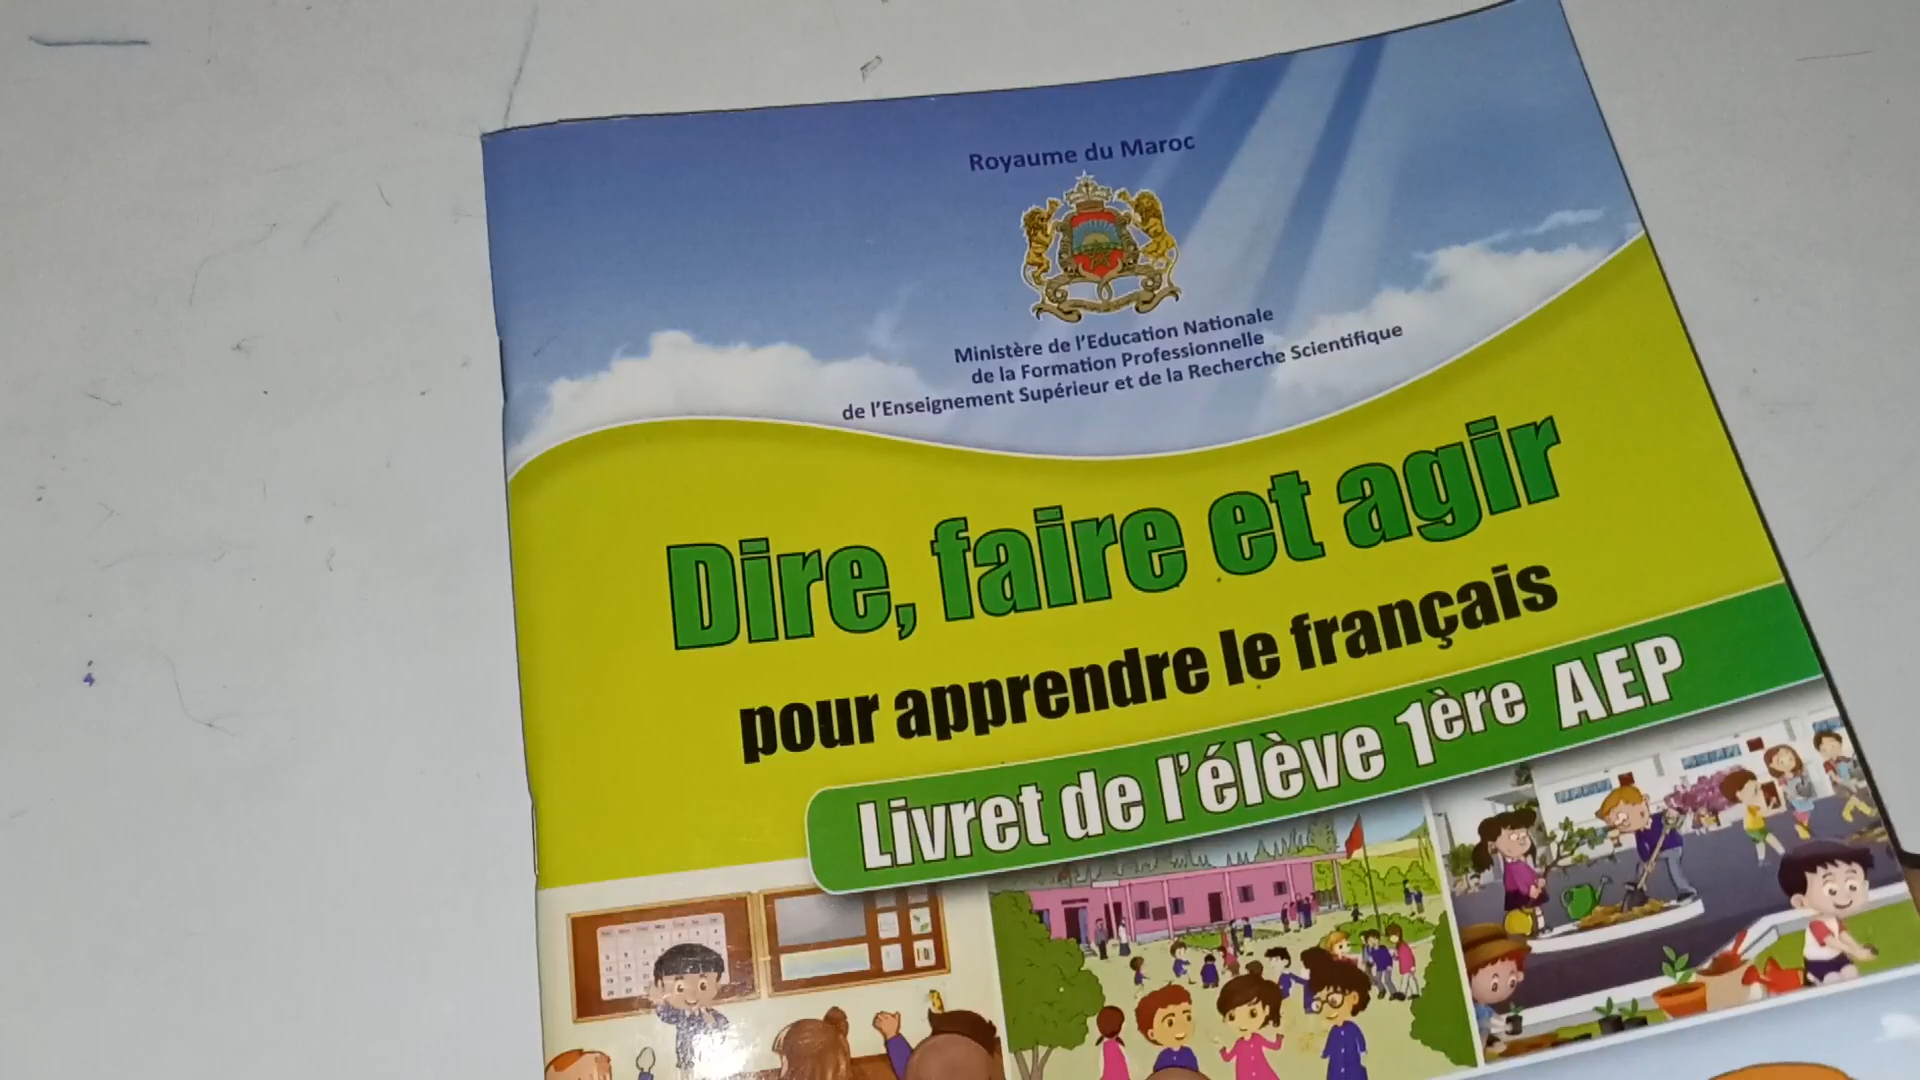 Royaume du Maroc
Ministère de l'Education Nationale
de la Formation Professionnelle
de l'Enseignement Supérieur et de la Recherche Scientifique
Dire, faire et agir
pour apprendre le français
Livret de l'élève 1ère AEP